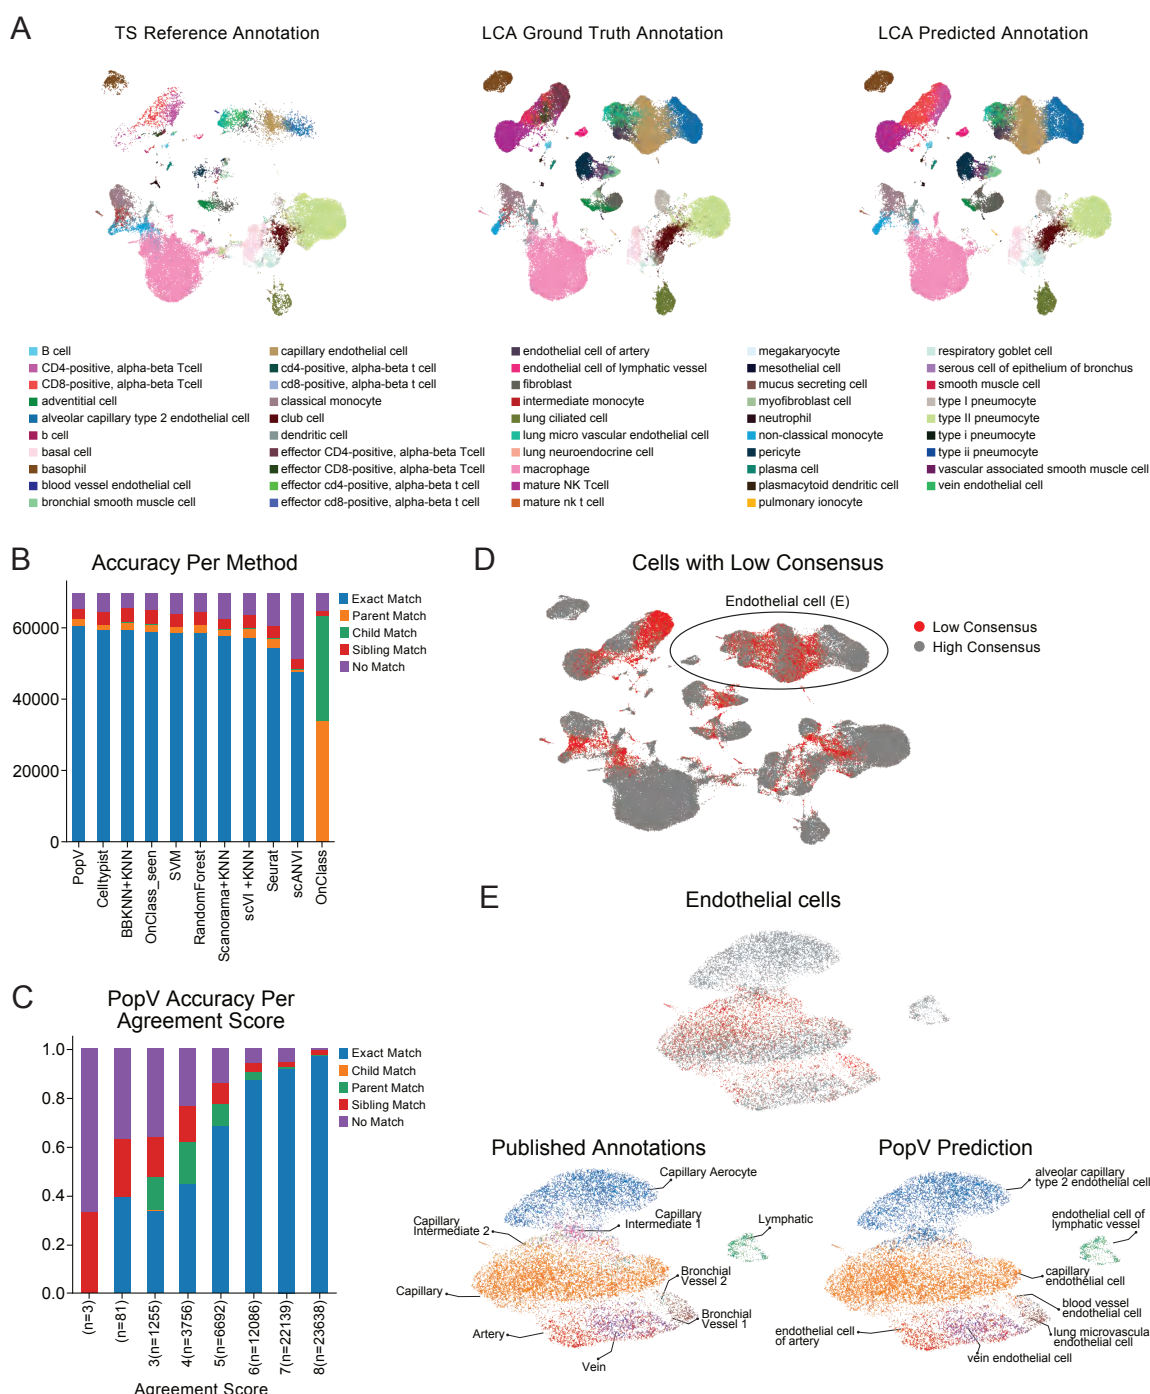 A
TS Reference Annotation
LCA Ground Truth Annotation
LCA Predicted Annotation
B cell
CD4-positive, alpha-beta Tcell
CD8-positive, alpha-beta Tcell
adventitial cell
alveolar capillary type 2 endothelial cell
b cell
basal cell
basophil
blood vessel endothelial cell
bronchial smooth muscle cell
capillary endothelial cell
cd4-positive, alpha-beta t cell
cd8-positive, alpha-beta t cell
classical monocyte
club cell
dendritic cell
effector CD4-positive, alpha-beta Tcell
effector CD8-positive, alpha-beta Tcell
effector cd4-positive, alpha-beta t cell
effector cd8-positive, alpha-beta t cell
endothelial cell of artery
endothelial cell of lymphatic vessel
fibroblast
intermediate monocyte
lung ciliated cell
lung micro vascular endothelial cell
lung neuroendocrine cell
macrophage
mature NK Tcell
mature nk t cell
megakaryocyte
mesothelial cell
mucus secreting cell
myofibroblast cell
neutrophil
non-classical monocyte
pericyte
plasma cell
plasmacytoid dendritic cell
pulmonary ionocyte
respiratory goblet cell
serous cell of epithelium of bronchus
smooth muscle cell
type I pneumocyte
type II pneumocyte
type i pneumocyte
type ii pneumocyte
vascular associated smooth muscle cell
vein endothelial cell
B
Accuracy Per Method
60000
40000
20000
0
Exact Match
Parent Match
Child Match
Sibling Match
No Match
PopV
Celltypist
BBKNN+KNN
OnClass_seen
SVM
RandomForest
Scanorama+KNN
scVI +KNN
Seurat
scANVI
OnClass
C
PopV Accuracy Per
Agreement Score
1.0
0.8
0.6
0.4
0.2
0.0
Exact Match
Child Match
Parent Match
Sibling Match
No Match
(n=3)
(n=81)
3(n=1255)
4(n=3756)
5(n=6692)
6(n=12086)
7(n=22139)
8(n=23638)
Agreement Score
D
Cells with Low Consensus
Endothelial cell (E)
Low Consensus
High Consensus
E
Endothelial cells
Published Annotations
Capillary Aerocyte
Capillary
Intermediate 1
Capillary
Intermediate 2
Lymphatic
Capillary
Bronchial
Vessel 2
Bronchial
Vessel 1
Artery
Vein
PopV Prediction
alveolar capillary
type 2 endothelial cell
endothelial cell of
lymphatic vessel
capillary
endothelial cell
blood vessel
endothelial cell
endothelial cell
of artery
lung microvascula
endothelial cell
vein endothelial cell